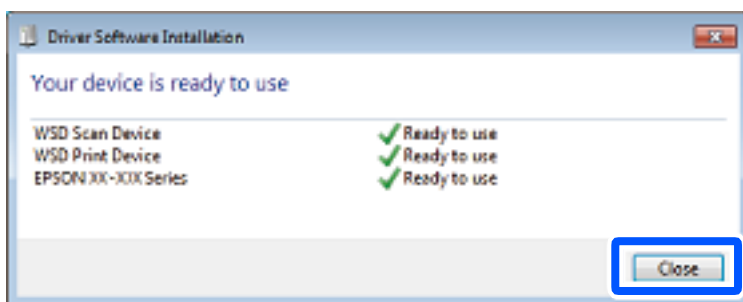 Driver Software Installation
Your device is ready to use
WSD Scan Device Ready to use
WSD Print Device Ready to use
EPSON XX-XXX Series Ready to use
Close